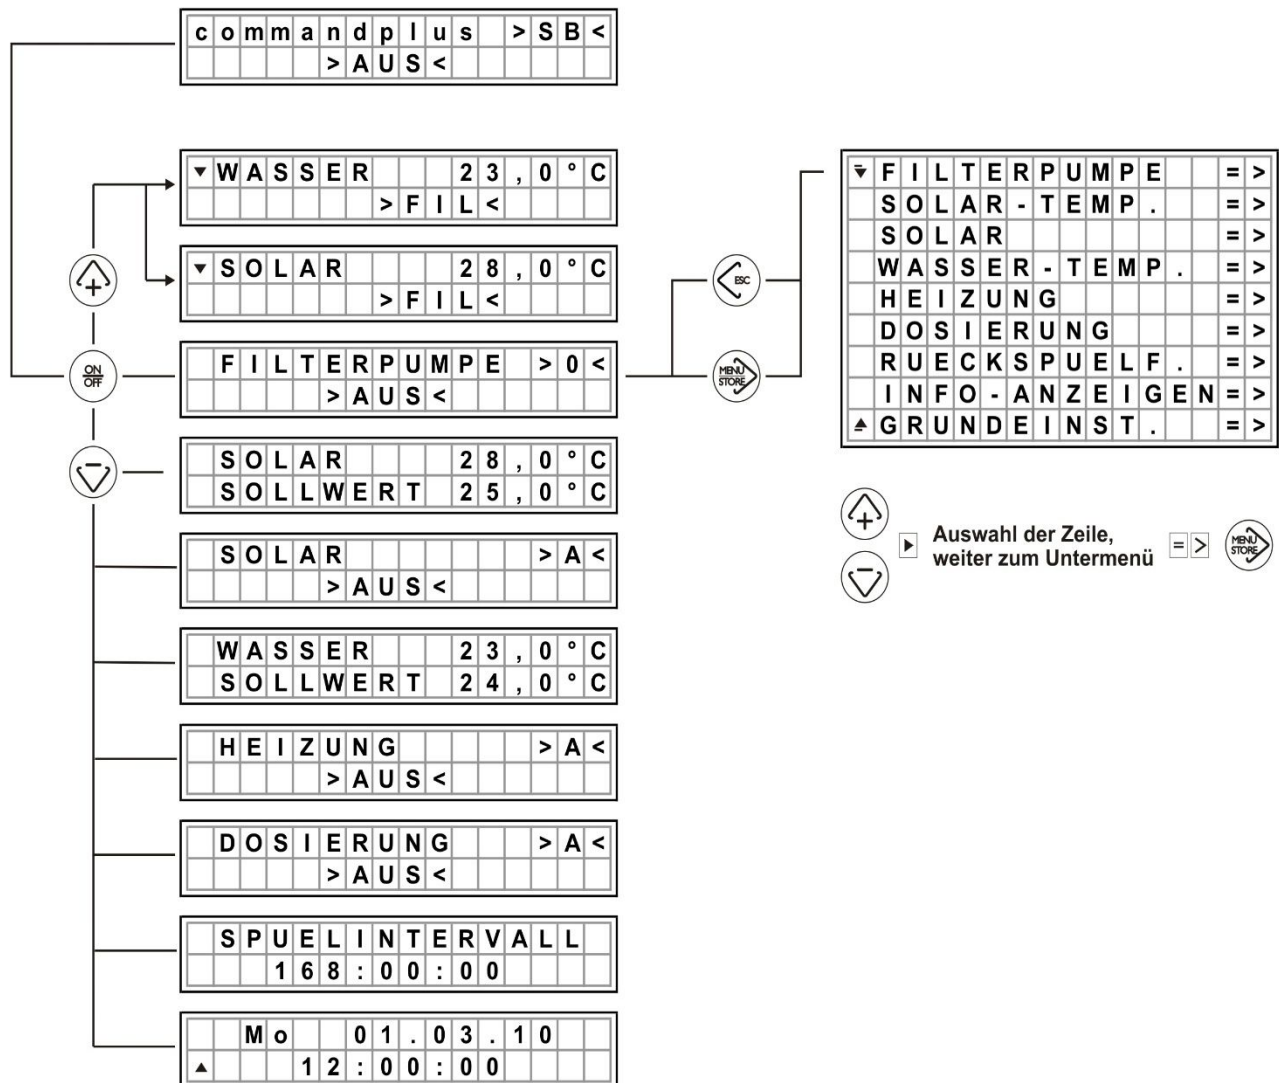 commandplus >SB<
>AUS<
▼WASSER 23,0°C
>FIL<
▼SOLAR 28,0°C
>FIL<
FILTERPUMPE >0<
>AUS<
SOLAR 28,0°C
SOLLWERT 25,0°C
SOLAR >A<
>AUS<
WASSER 23,0°C
SOLLWERT 24,0°C
HEIZUNG >A<
>AUS<
DOSIERUNG >A<
>AUS<
SPUELINTERVALL
168:00:00
Mo 01.03.10
▲ 12:00:00
+
ON
OFF
−
ESC
MENU
STORE
FILTERPUMPE =>
SOLAR-TEMP. =>
SOLAR =>
WASSER-TEMP. =>
HEIZUNG =>
DOSIERUNG =>
RUECKSPUELF. =>
INFO-ANZEIGEN=>
GRUNDEINST. =>
+
−
▶ Auswahl der Zeile,
weiter zum Untermenü => MENU
STORE